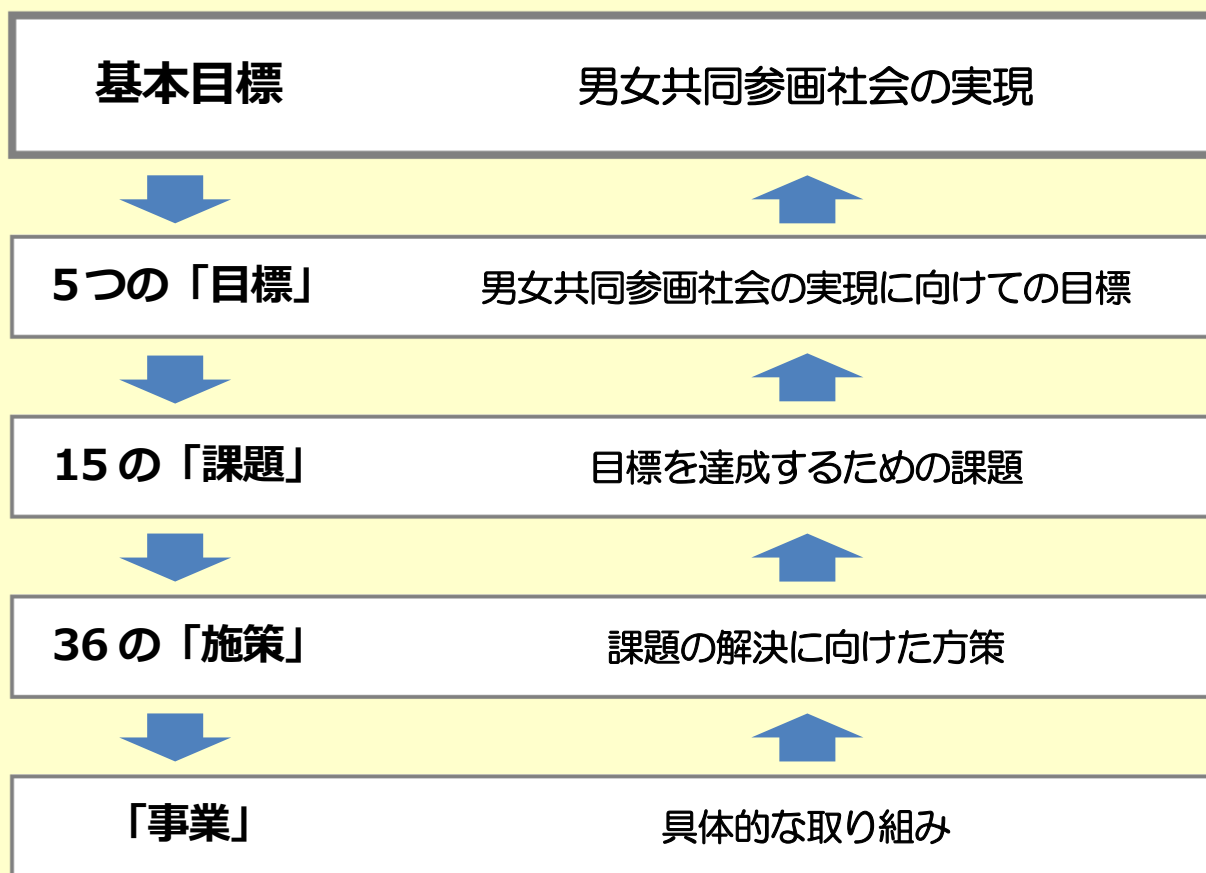 基本目標 男女共同参画社会の実現
5つの「目標」 男女共同参画社会の実現に向けての目標
15の「課題」 目標を達成するための課題
36の「施策」 課題の解決に向けた方策
「事業」 具体的な取り組み